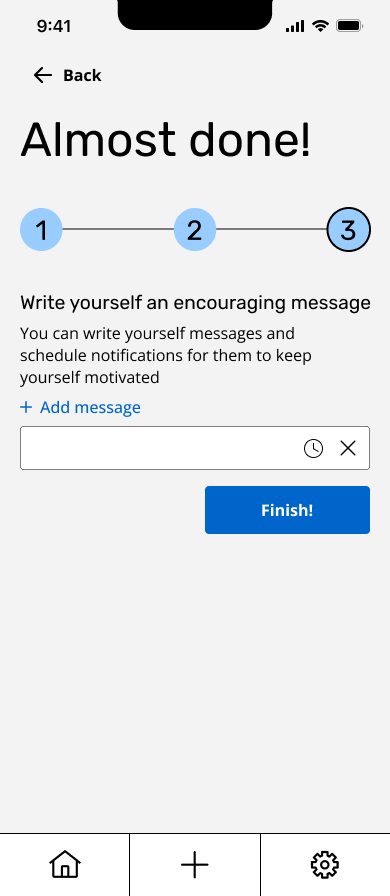 9:41
Back
Almost done!
1 2 3
Write yourself an encouraging message
You can write yourself messages and
schedule notifications for them to keep
yourself motivated
+ Add message
Finish!